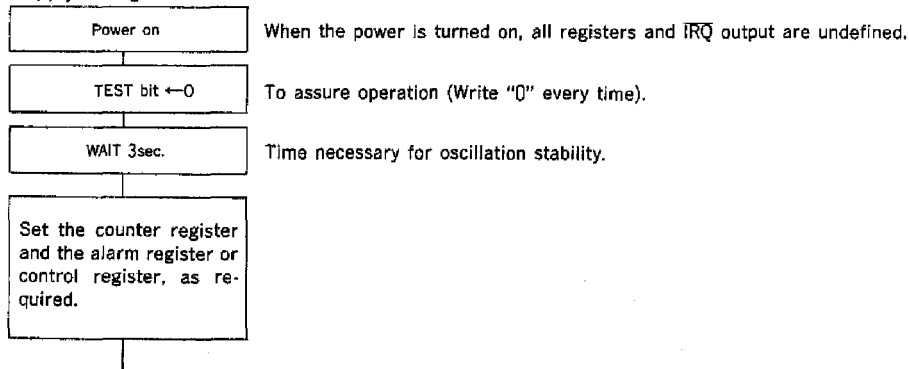 Power on
When the power is turned on, all registers and I̅R̅Q̅ output are undefined.
TEST bit ←0
To assure operation (Write “0” every time).
WAIT 3sec.
Time necessary for oscillation stability.
Set the counter register
and the alarm register or
control register, as re-
quired.